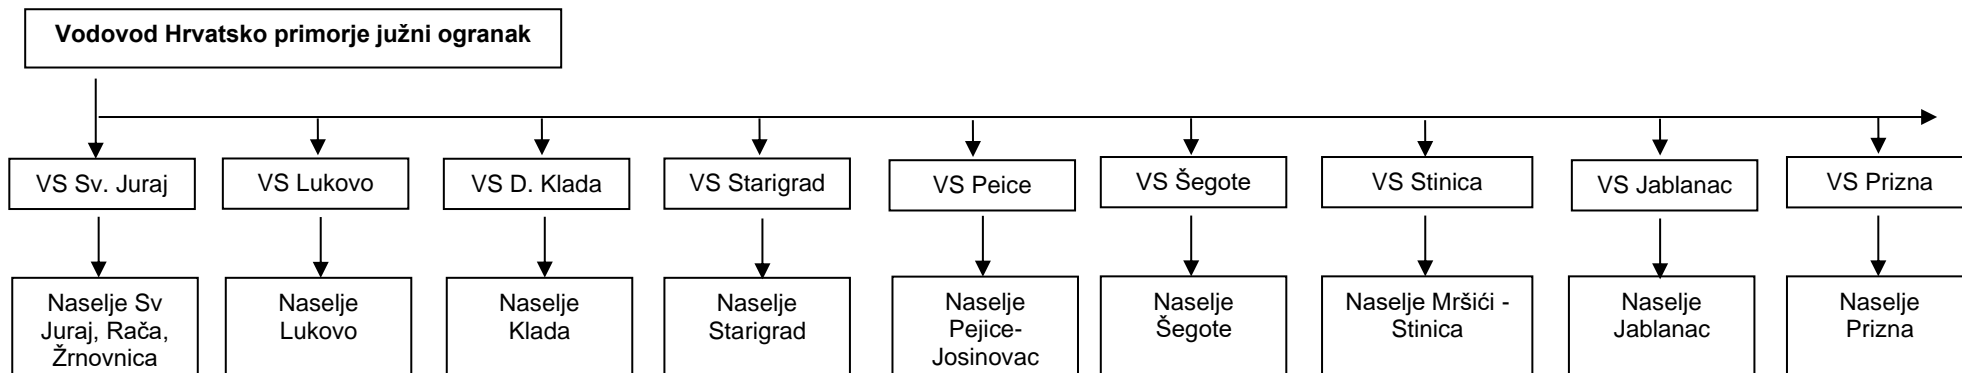 Vodovod Hrvatsko primorje južni ogranak
VS Sv. Juraj
VS Lukovo
VS D. Klada
VS Starigrad
VS Peice
VS Šegote
VS Stinica
VS Jablanac
VS Prizna
Naselje Sv
Juraj, Rača,
Žrnovnica
Naselje
Lukovo
Naselje
Klada
Naselje
Starigrad
Naselje
Pejice-
Josinovac
Naselje
Šegote
Naselje Mršići -
Stinica
Naselje
Jablanac
Naselje
Prizna